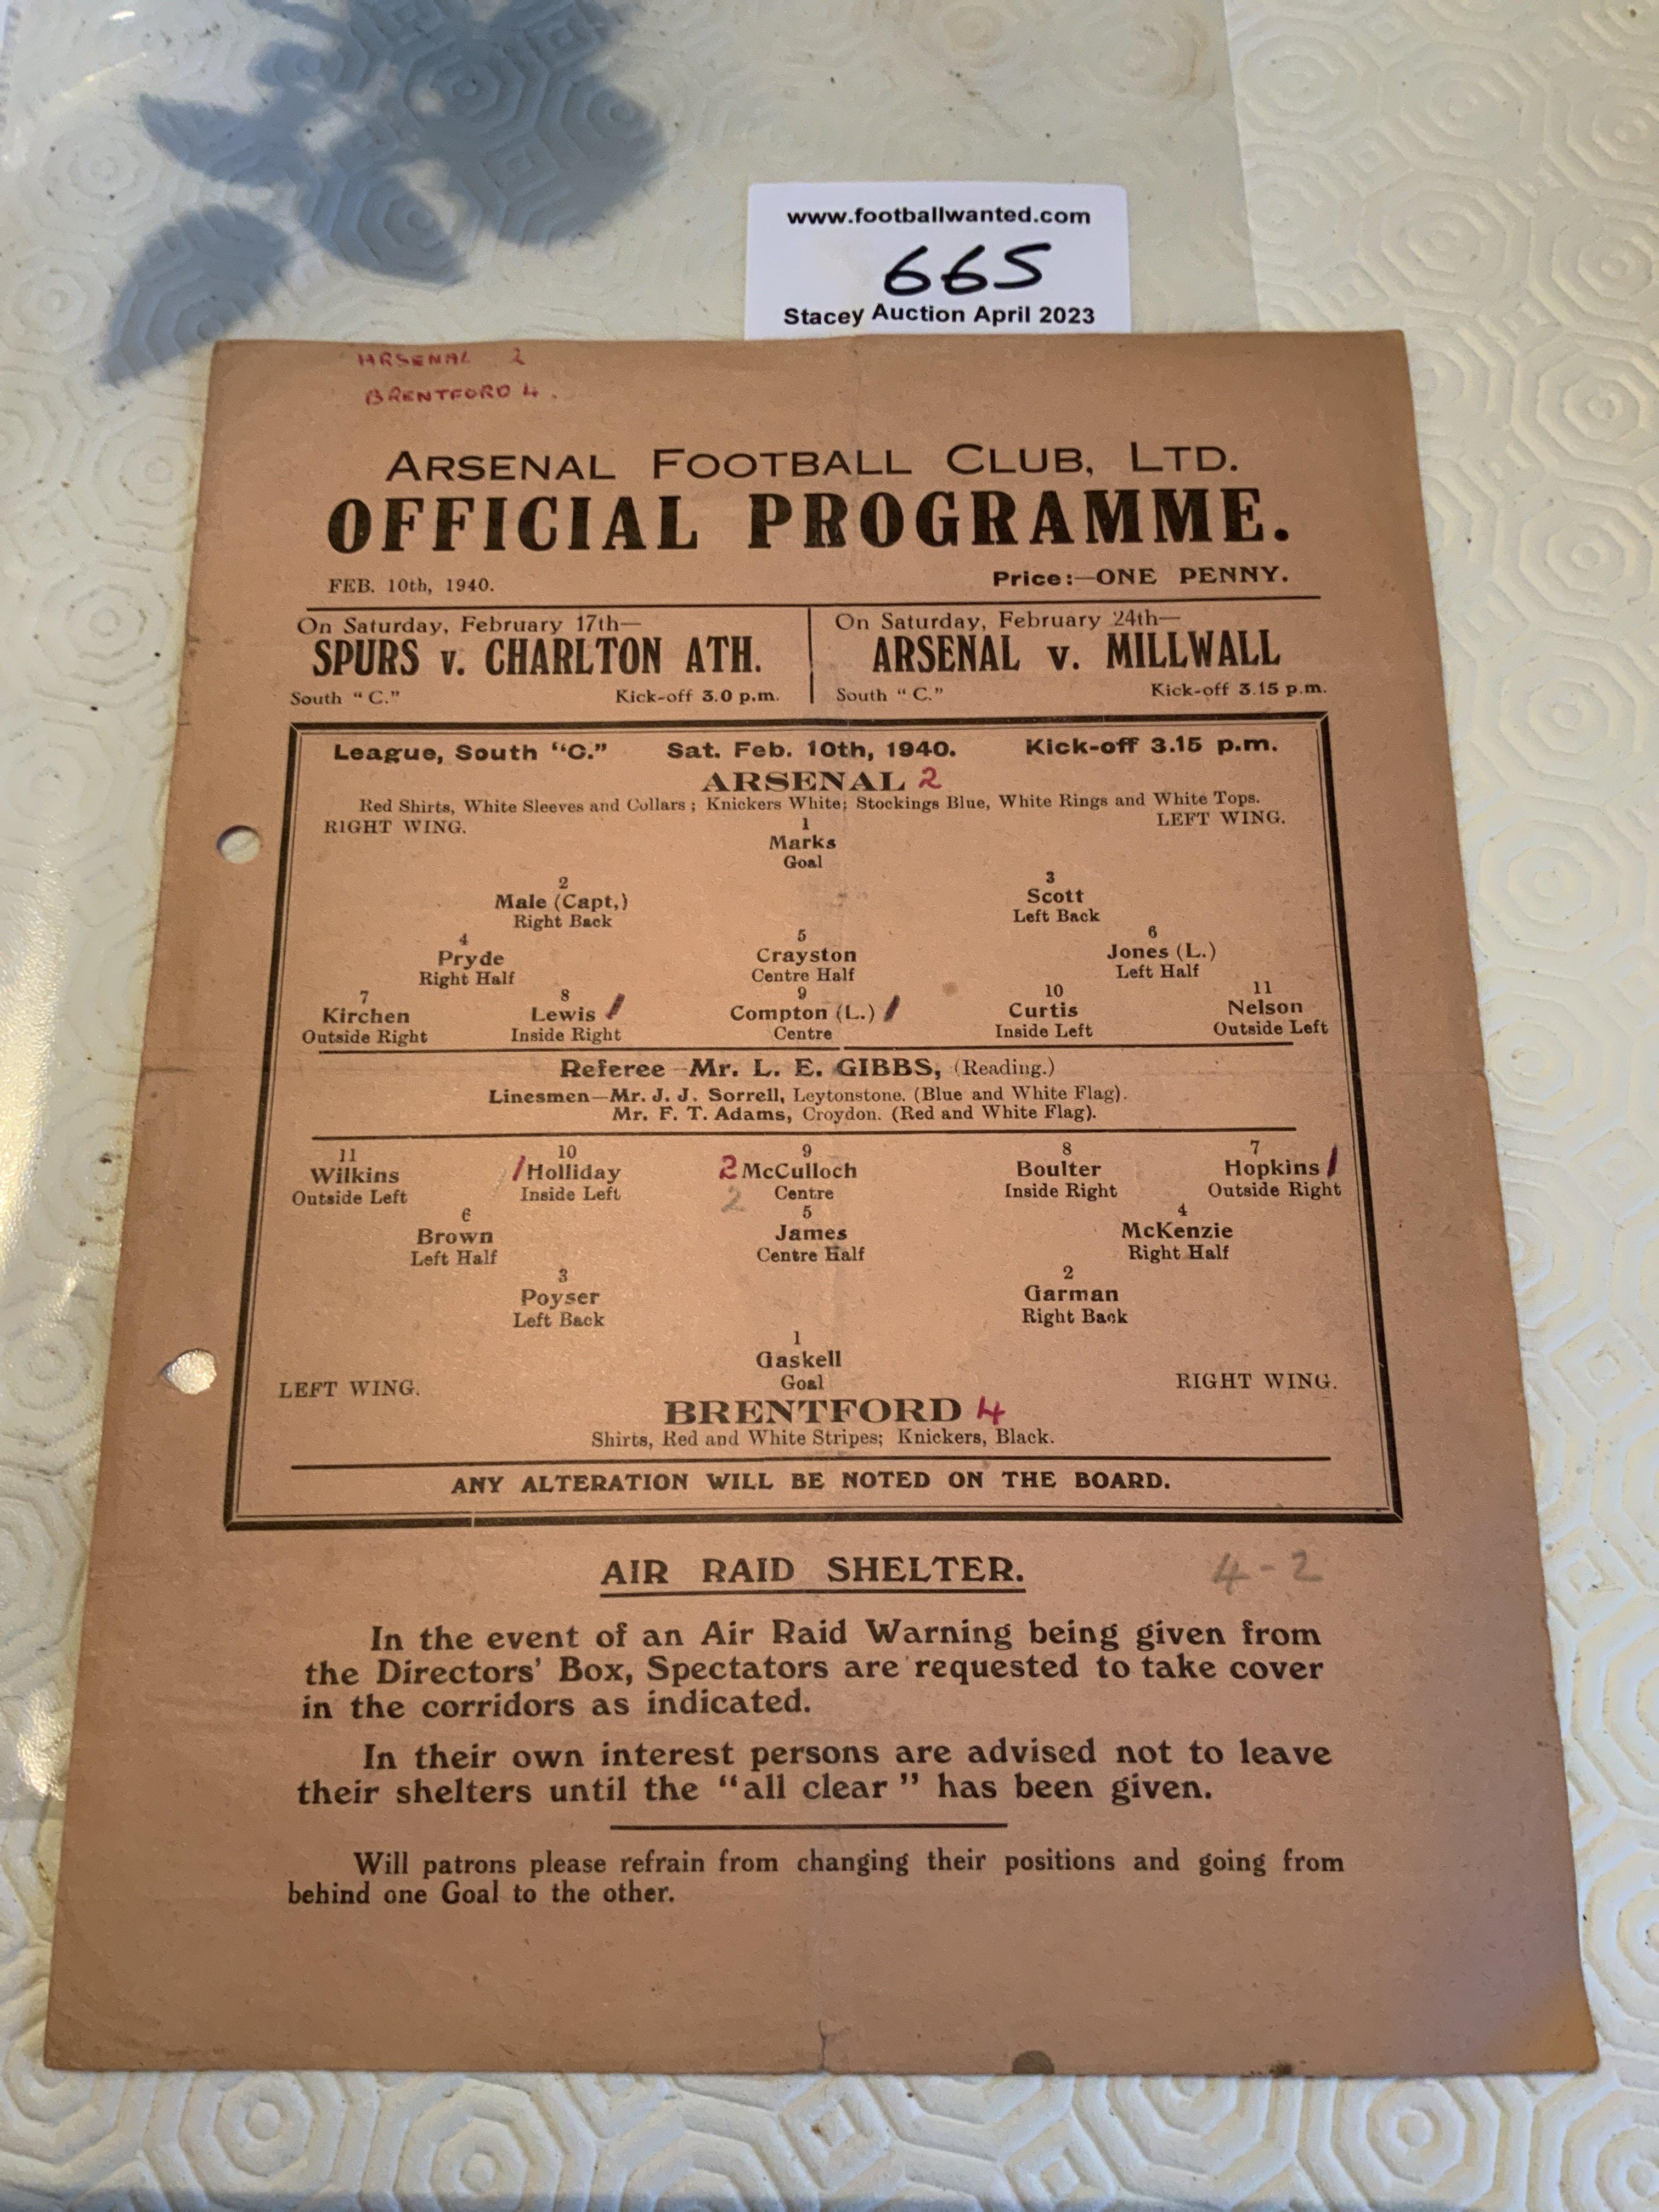 www.footballwanted.com
665
Stacey Auction April 2023
ARSENAL 2
BRENTFORD 4.
ARSENAL FOOTBALL CLUB, LTD.
OFFICIAL PROGRAMME.
FEB. 10th, 1940. Price:—ONE PENNY.
On Saturday, February 17th— On Saturday, February 24th—
SPURS v. CHARLTON ATH. ARSENAL v. MILLWALL
South "C." Kick-off 3.0 p.m. South "C." Kick-off 3.15 p.m.
League, South "C." Sat. Feb. 10th, 1940. Kick-off 3.15 p.m.
ARSENAL 2
Red Shirts, White Sleeves and Collars; Knickers White; Stockings Blue, White Rings and White Tops.
RIGHT WING. 1 LEFT WING.
Marks
Goal
2 3
Male (Capt,) Scott
Right Back Left Back
4 5 6
Pryde Crayston Jones (L.)
Right Half Centre Half Left Half
7 8 9 10 11
Kirchen Lewis / Compton (L.) / Curtis Nelson
Outside Right Inside Right Centre Inside Left Outside Left
Referee—Mr. L. E. GIBBS, (Reading.)
Linesmen—Mr. J. J. Sorrell, Leytonstone. (Blue and White Flag).
Mr. F. T. Adams, Croydon. (Red and White Flag).
11 10 9 8 7
Wilkins / Holliday 2 McCulloch Boulter Hopkins /
Outside Left Inside Left 2 Centre Inside Right Outside Right
6 5 4
Brown James McKenzie
Left Half Centre Half Right Half
3 2
Poyser Garman
Left Back Right Back
1
Gaskell
LEFT WING. Goal RIGHT WING.
BRENTFORD 4
Shirts, Red and White Stripes; Knickers, Black.
ANY ALTERATION WILL BE NOTED ON THE BOARD.
AIR RAID SHELTER. 4-2
In the event of an Air Raid Warning being given from
the Directors' Box, Spectators are requested to take cover
in the corridors as indicated.
In their own interest persons are advised not to leave
their shelters until the "all clear" has been given.
Will patrons please refrain from changing their positions and going from
behind one Goal to the other.